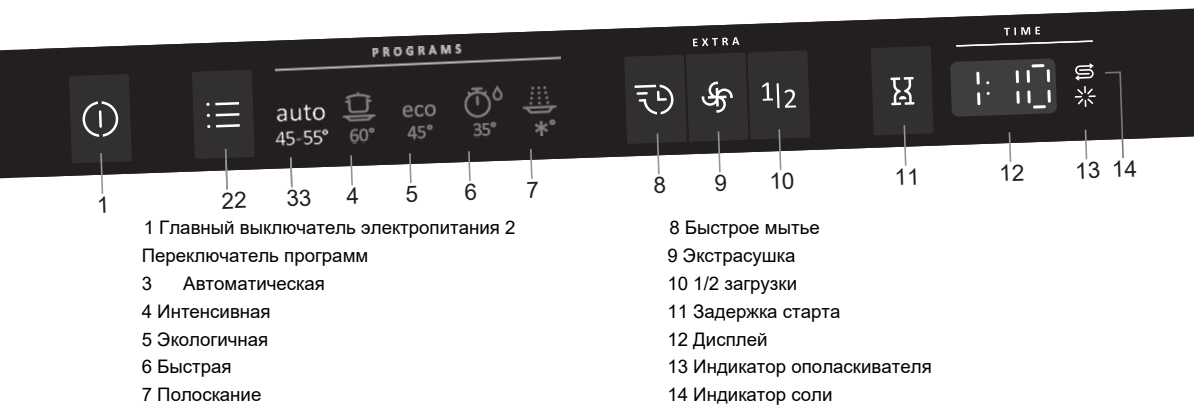 PROGRAMS
EXTRA
TIME
auto
45-55°
60°
eco
45°
35°
1|2
1:10
1
22
33
4
5
6
7
8
9
10
11
12
13
14
1 Главный выключатель электропитания 2
Переключатель программ
3 Автоматическая
4 Интенсивная
5 Экологичная
6 Быстрая
7 Полоскание
8 Быстрое мытье
9 Экстрасушка
10 1/2 загрузки
11 Задержка старта
12 Дисплей
13 Индикатор ополаскивателя
14 Индикатор соли